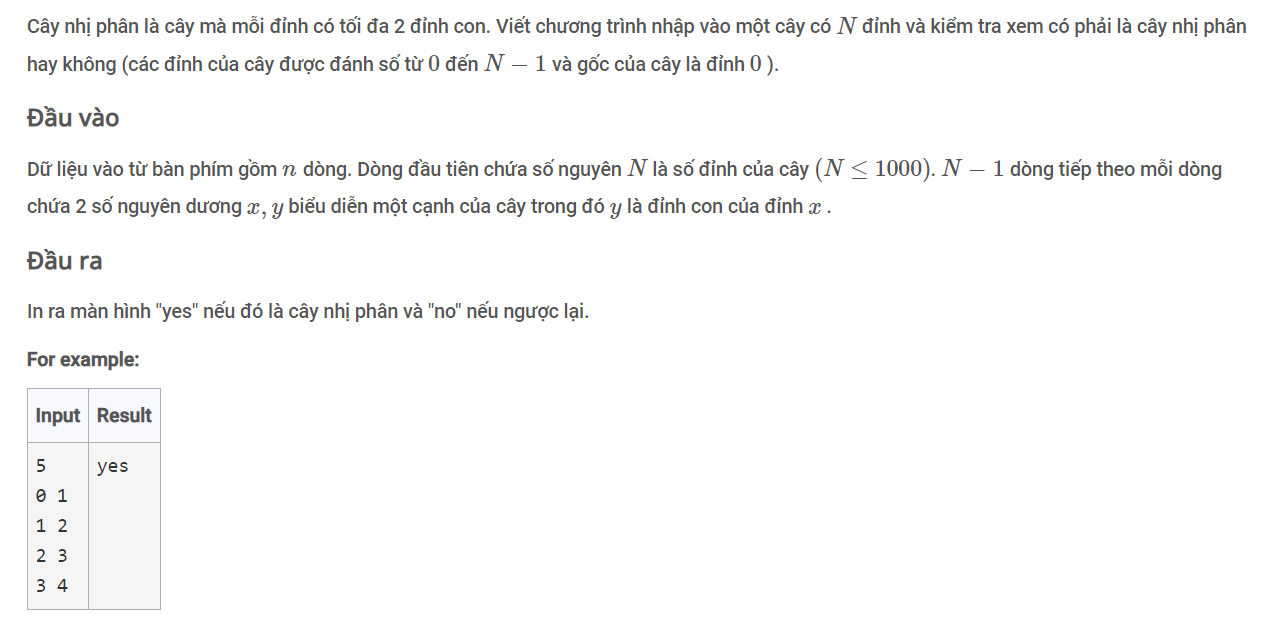 Cây nhị phân là cây mà mỗi đỉnh có tối đa 2 đỉnh con. Viết chương trình nhập vào một cây có N đỉnh và kiểm tra xem có phải là cây nhị phân
hay không (các đỉnh của cây được đánh số từ 0 đến N − 1 và gốc của cây là đỉnh 0 ).
Đầu vào
Dữ liệu vào từ bàn phím gồm n dòng. Dòng đầu tiên chứa số nguyên N là số đỉnh của cây (N ≤ 1000). N − 1 dòng tiếp theo mỗi dòng
chứa 2 số nguyên dương x, y biểu diễn một cạnh của cây trong đó y là đỉnh con của đỉnh x .
Đầu ra
In ra màn hình "yes" nếu đó là cây nhị phân và "no" nếu ngược lại.
For example:
Input Result
5 yes
0 1
1 2
2 3
3 4